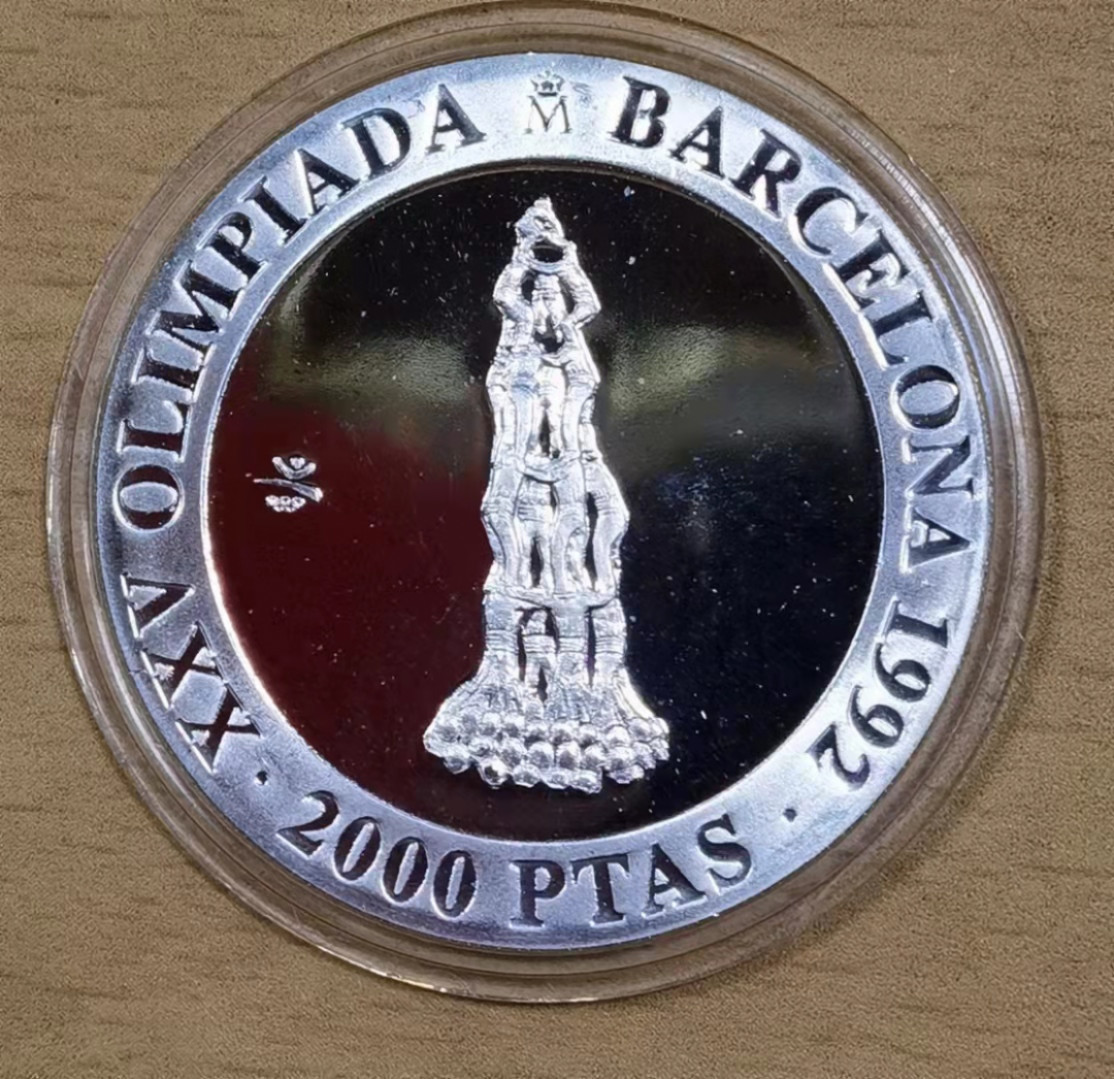 XXV OLIMPIADA M BARCELONA 1992
· 2000 PTAS ·